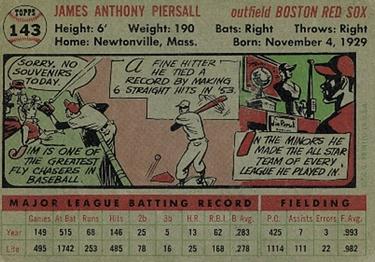 TOPPS
143
JAMES ANTHONY PIERSALL
outfield BOSTON RED SOX
Height: 6' Weight: 190 Bats: Right Throws: Right
Home: Newtonville, Mass. Born: November 4, 1929
SORRY, NO
SOUVENIRS
TODAY
JIM IS ONE OF THE
GREATEST
FLY CHASERS IN
BASEBALL.
A FINE HITTER,
HE TIED A
RECORD BY MAKING
6 STRAIGHT HITS IN '53.
IN THE MINORS HE
MADE THE ALL STAR
TEAM OF EVERY
LEAGUE HE PLAYED IN.
MAJOR LEAGUE BATTING RECORD FIELDING
Games At Bat Runs Hits 2b 3b H.R. R.B.I. B. Avg. P.O. Assists Errors F. Avg.
Year 149 515 68 146 25 5 13 62 .283 425 7 3 .993
Life 495 1742 253 485 78 16 25 .278 1114 111 22 .982